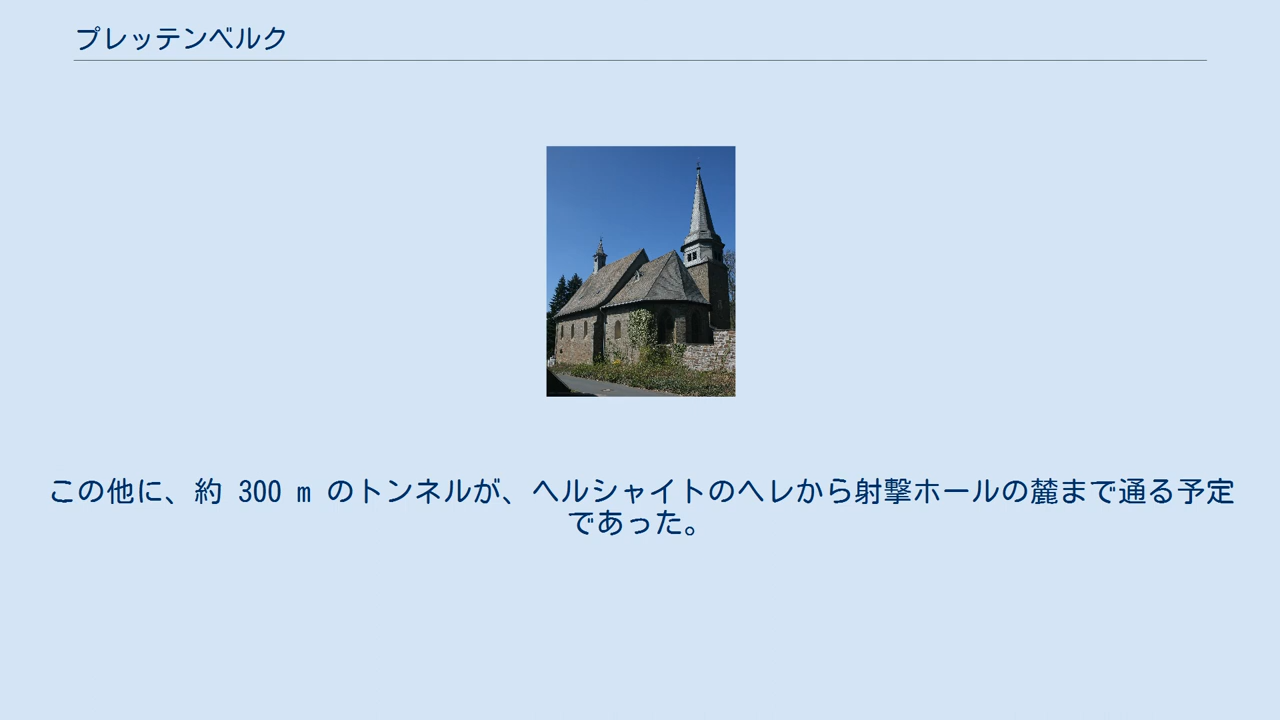 プレッテンベルク
この他に、約 300 m のトンネルが、ヘルシャイトのヘレから射撃ホールの麓まで通る予定
であった。